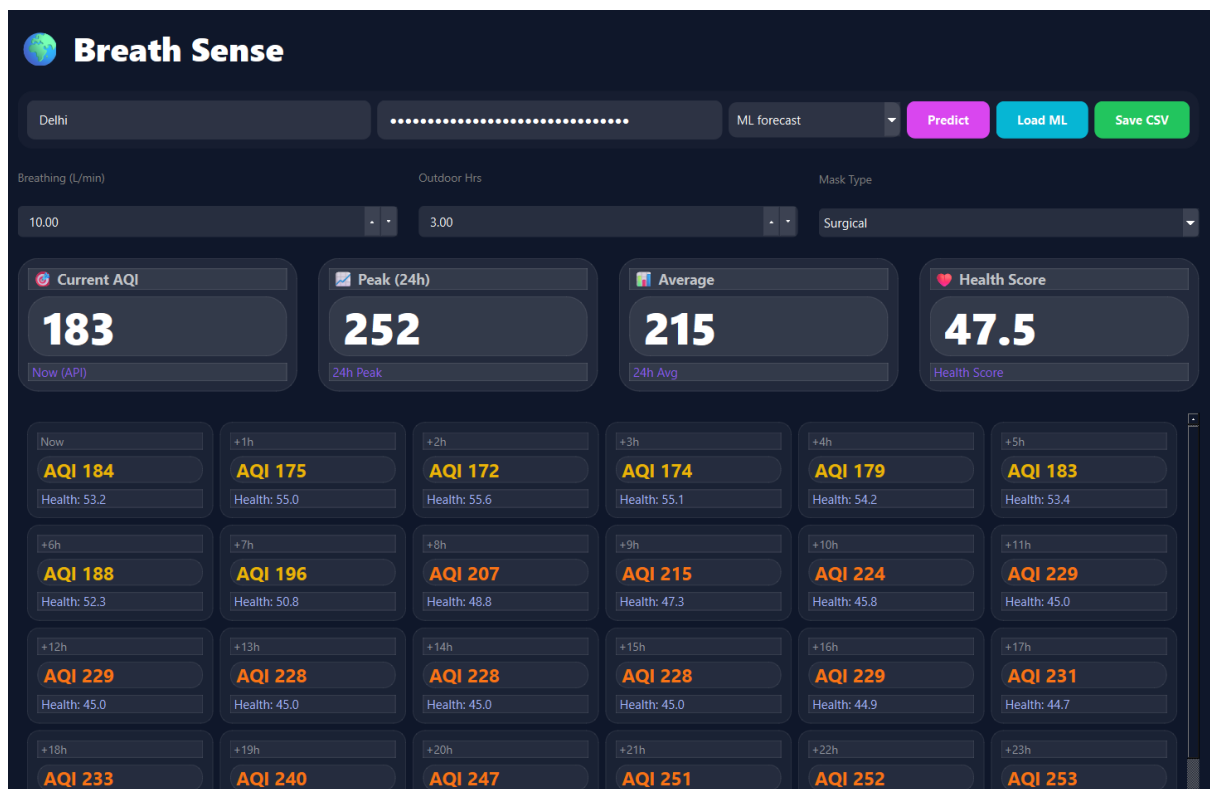 Breath Sense
Delhi ●●●●●●●●●●●●●●●●●●●●●●●●●●●●●●●● ML forecast Predict Load ML Save CSV
Breathing (L/min) Outdoor Hrs Mask Type
10.00 3.00 Surgical
Current AQI Peak (24h) Average Health Score
183 252 215 47.5
Now (API) 24h Peak 24h Avg Health Score
Now +1h +2h +3h +4h +5h
AQI 184 AQI 175 AQI 172 AQI 174 AQI 179 AQI 183
Health: 53.2 Health: 55.0 Health: 55.6 Health: 55.1 Health: 54.2 Health: 53.4
+6h +7h +8h +9h +10h +11h
AQI 188 AQI 196 AQI 207 AQI 215 AQI 224 AQI 229
Health: 52.3 Health: 50.8 Health: 48.8 Health: 47.3 Health: 45.8 Health: 45.0
+12h +13h +14h +15h +16h +17h
AQI 229 AQI 228 AQI 228 AQI 228 AQI 229 AQI 231
Health: 45.0 Health: 45.0 Health: 45.0 Health: 45.0 Health: 44.9 Health: 44.7
+18h +19h +20h +21h +22h +23h
AQI 233 AQI 240 AQI 247 AQI 251 AQI 252 AQI 253